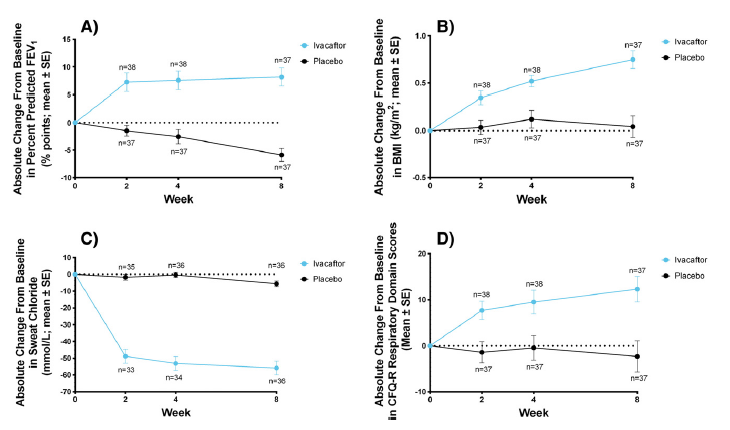 A)
Absolute Change From Baseline
in Percent Predicted FEV₁
(% points; mean ± SE)
15
10
5
0
-5
-10
n=38
n=38
n=37
n=37
n=37
n=37
0
2
4
8
Week
Ivacaftor
Placebo
B)
Absolute Change From Baseline
in BMI (kg/m²; mean ± SE)
1.0
0.5
0.0
-0.5
n=38
n=38
n=37
n=37
n=37
n=37
0
2
4
8
Week
Ivacaftor
Placebo
C)
Absolute Change From Baseline
in Sweat Chloride
(mmol/L; mean ± SE)
10
0
-10
-20
-30
-40
-50
-60
-70
n=35
n=36
n=36
n=33
n=34
n=36
0
2
4
8
Week
Ivacaftor
Placebo
D)
Absolute Change From Baseline
in CFQ-R Respiratory Domain Scores
(Mean ± SE)
20
10
0
-10
n=38
n=38
n=37
n=37
n=37
n=37
0
2
4
8
Week
Ivacaftor
Placebo